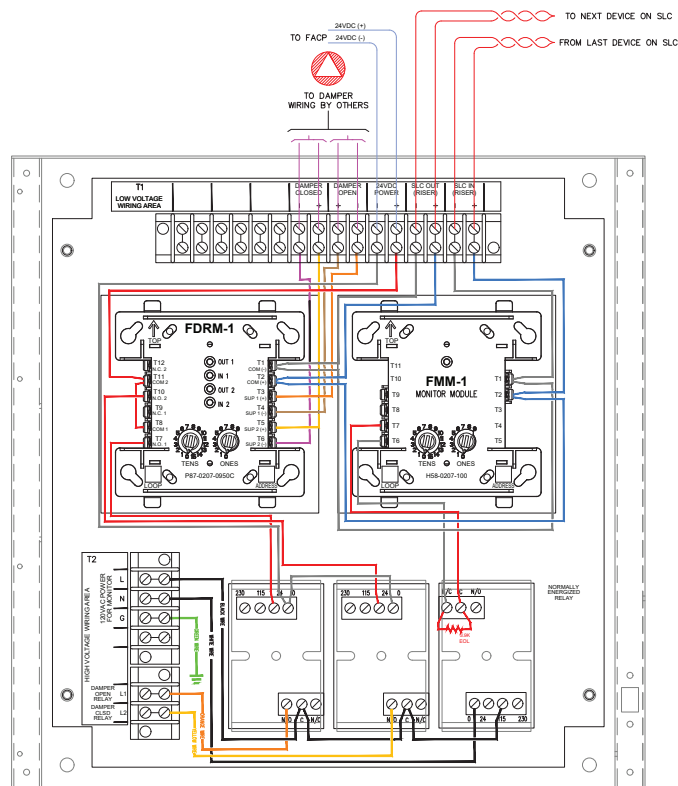 24VDC (+)
TO FACP
24VDC (-)
TO NEXT DEVICE ON SLC
FROM LAST DEVICE ON SLC
TO DAMPER
WIRING BY OTHERS
T1
LOW VOLTAGE
WIRING AREA
DAMPER
CLOSED
DAMPER
OPEN
24VDC
POWER
SLC OUT
(RISER)
SLC IN
(RISER)
- + + - - + - + - +
TOP
FDRM-1
T12
N.C. 2
T11
COM 2
T10
N.O. 2
T9
N.C. 1
T8
COM 1
T7
N.O. 1
OUT 1
IN 1
OUT 2
IN 2
T1
COM (-)
T2
COM (+)
T3
SUP 1 (+)
T4
SUP 1 (-)
T5
SUP 2 (+)
T6
SUP 2 (-)
TENS
ONES
LOOP
P87-0207-0950C
ADDRESS
TOP
FMM-1
MONITOR MODULE
T11
T10
T9
T8
T7
T6
T1
T2
T3
T4
T5
TENS
ONES
LOOP
H58-0207-100
ADDRESS
T2
HIGH VOLTAGE WIRING AREA
120VAC POWER
FOR MONITOR
L
N
G
DAMPER
OPEN
RELAY
L1
DAMPER
CLSD
RELAY
L2
BLACK WIRE
WHITE WIRE
GREEN WIRE
ORANGE WIRE
YELLOW WIRE
230 115 24 0
N/O C N/C
230 115 24 0
N/O C N/C
N/C C N/O
EOL
0 24 115 230
NORMALLY
ENERGIZED
RELAY